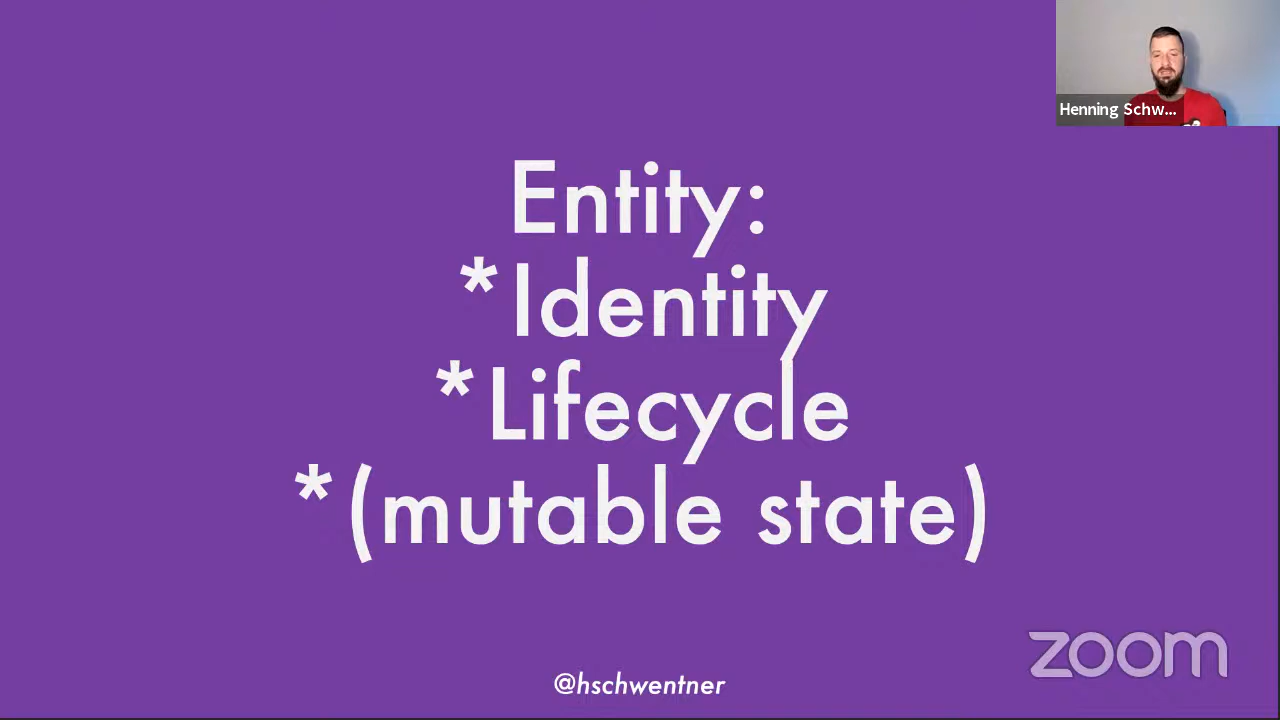 Henning Schw...
Entity:
*Identity
*Lifecycle
*(mutable state)
zoom
@hschwentner